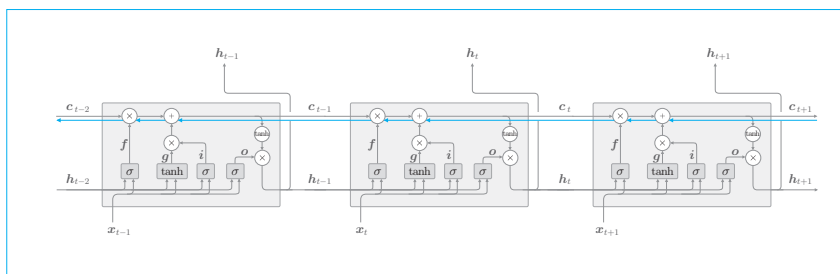 h_{t-1} h_t h_{t+1}
c_{t-2} c_{t-1} c_t c_{t+1}
× + × + × +
tanh tanh tanh
f × o × f × o × f × o ×
g i g i g i
σ tanh σ σ σ tanh σ σ σ tanh σ σ
h_{t-2} h_{t-1} h_t h_{t+1}
x_{t-1} x_t x_{t+1}